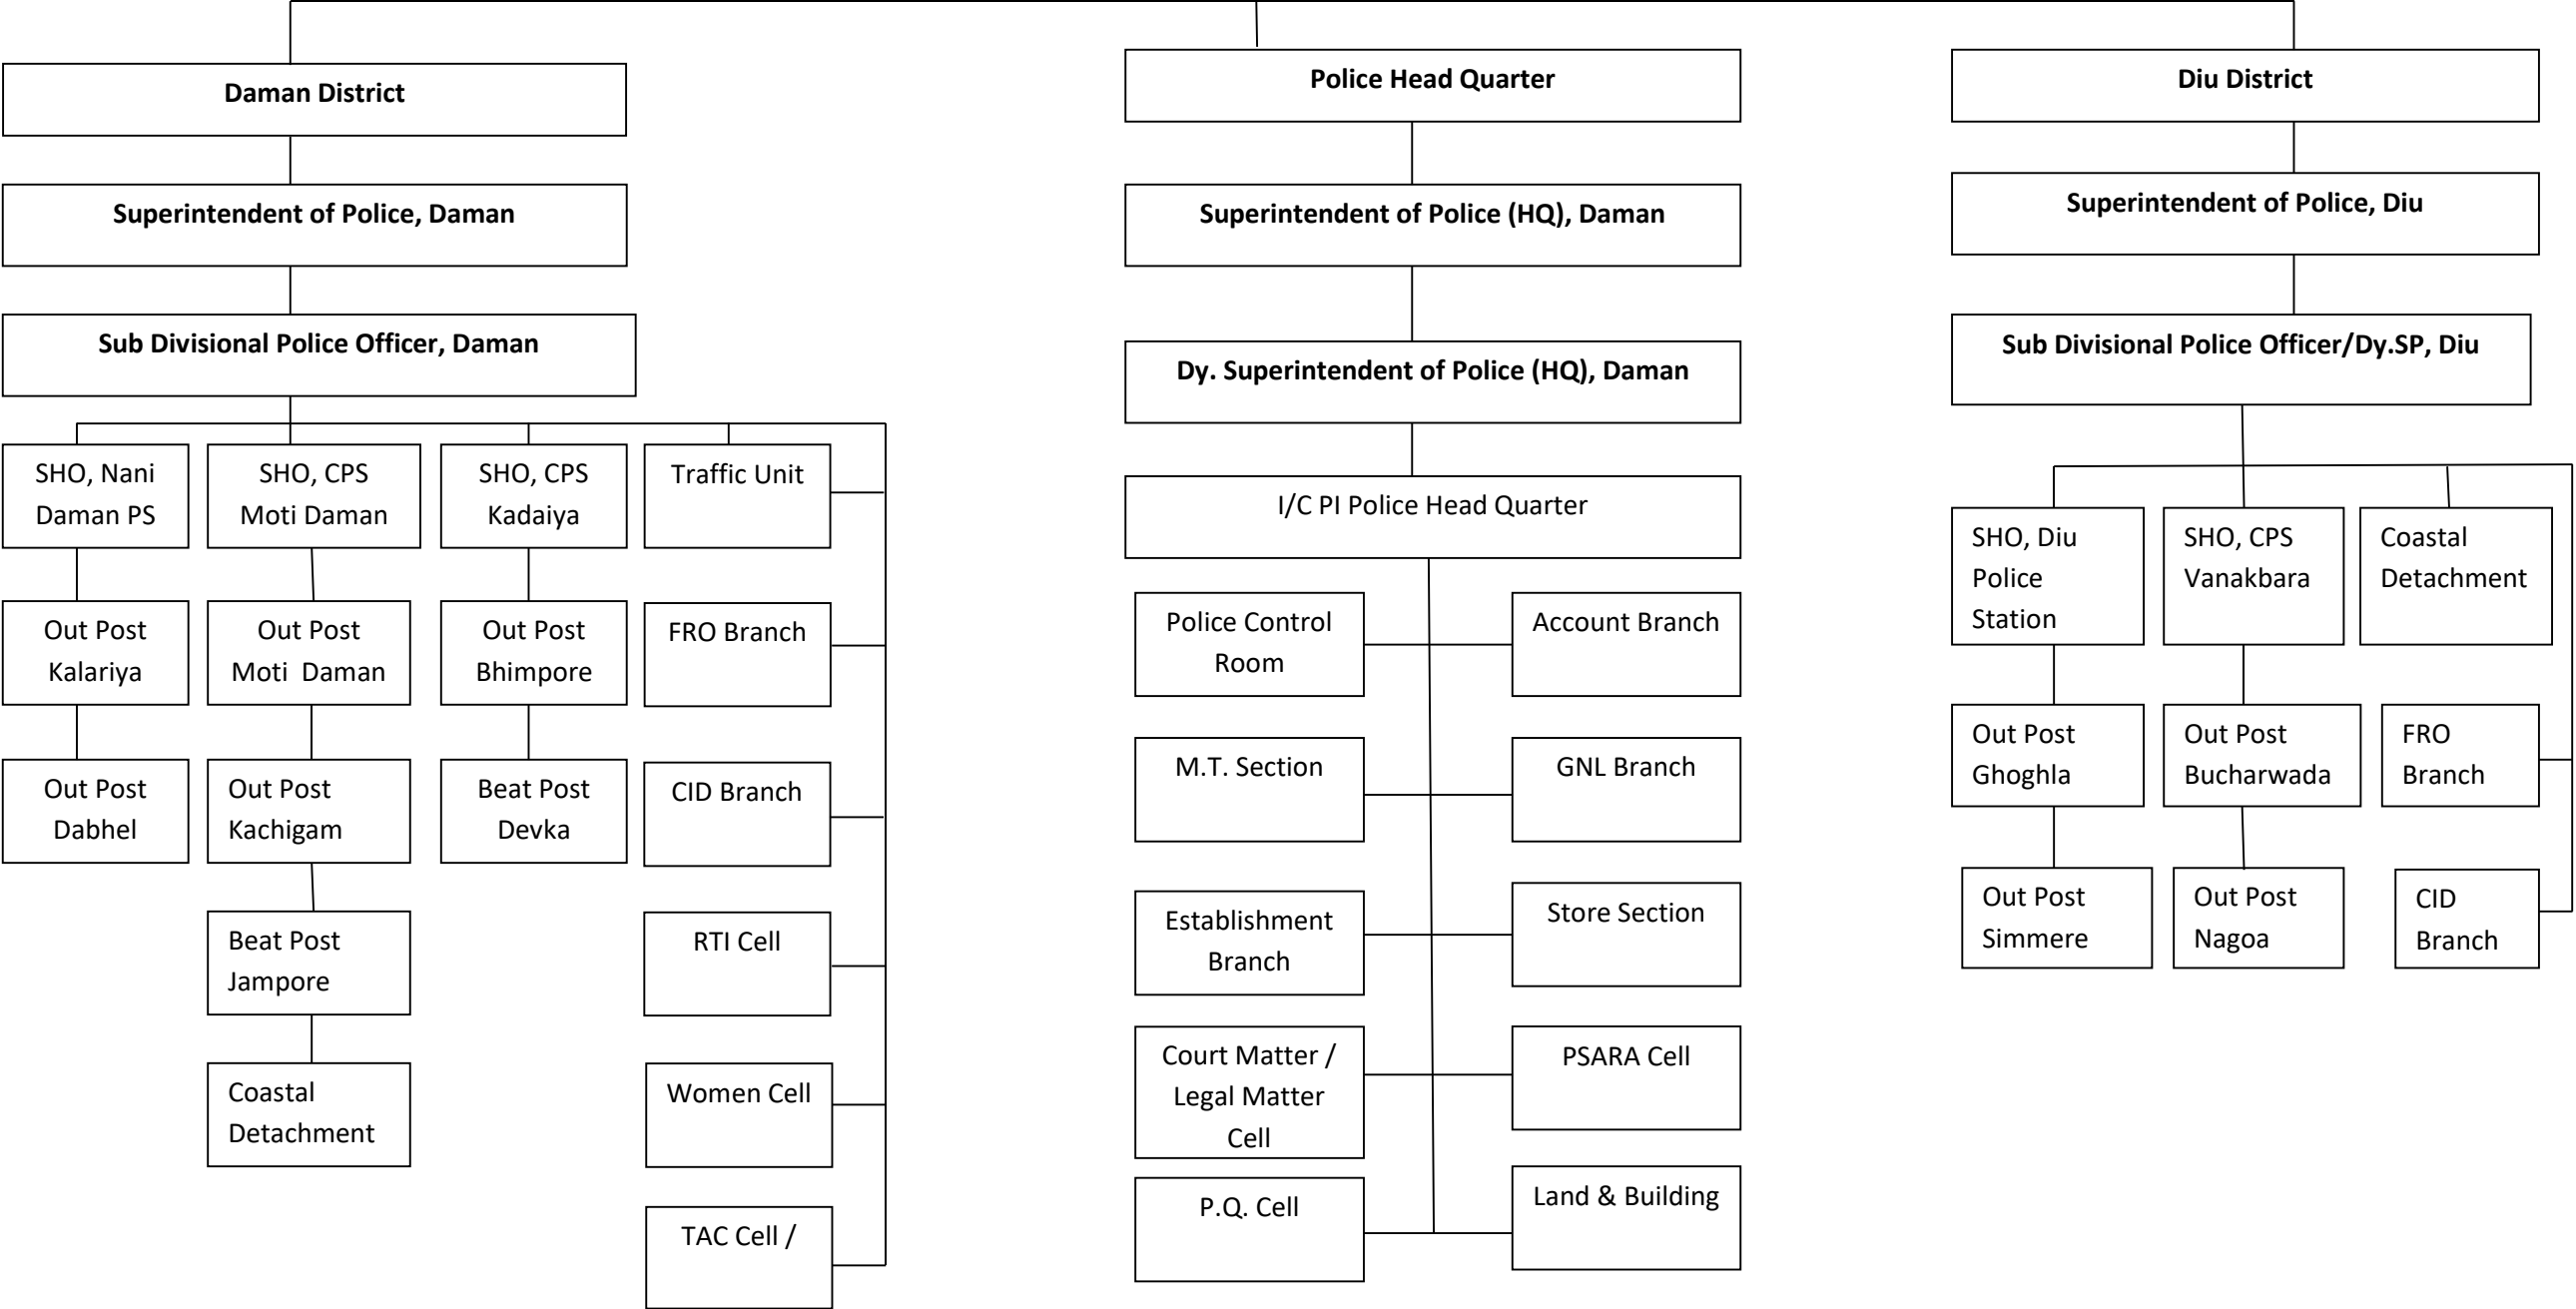 Daman District
Superintendent of Police, Daman
Sub Divisional Police Officer, Daman
SHO, Nani
Daman PS
Out Post
Kalariya
Out Post
Dabhel
SHO, CPS
Moti Daman
Out Post
Moti  Daman
Out Post
Kachigam
Beat Post
Jampore
Coastal
Detachment
SHO, CPS
Kadaiya
Out Post
Bhimpore
Beat Post
Devka
Traffic Unit
FRO Branch
CID Branch
RTI Cell
Women Cell
TAC Cell /
Police Head Quarter
Superintendent of Police (HQ), Daman
Dy. Superintendent of Police (HQ), Daman
I/C PI Police Head Quarter
Police Control
Room
Account Branch
M.T. Section
GNL Branch
Establishment
Branch
Store Section
Court Matter /
Legal Matter
Cell
PSARA Cell
P.Q. Cell
Land & Building
Diu District
Superintendent of Police, Diu
Sub Divisional Police Officer/Dy.SP, Diu
SHO, Diu
Police
Station
Out Post
Ghoghla
Out Post
Simmere
SHO, CPS
Vanakbara
Out Post
Bucharwada
Out Post
Nagoa
Coastal
Detachment
FRO
Branch
CID
Branch